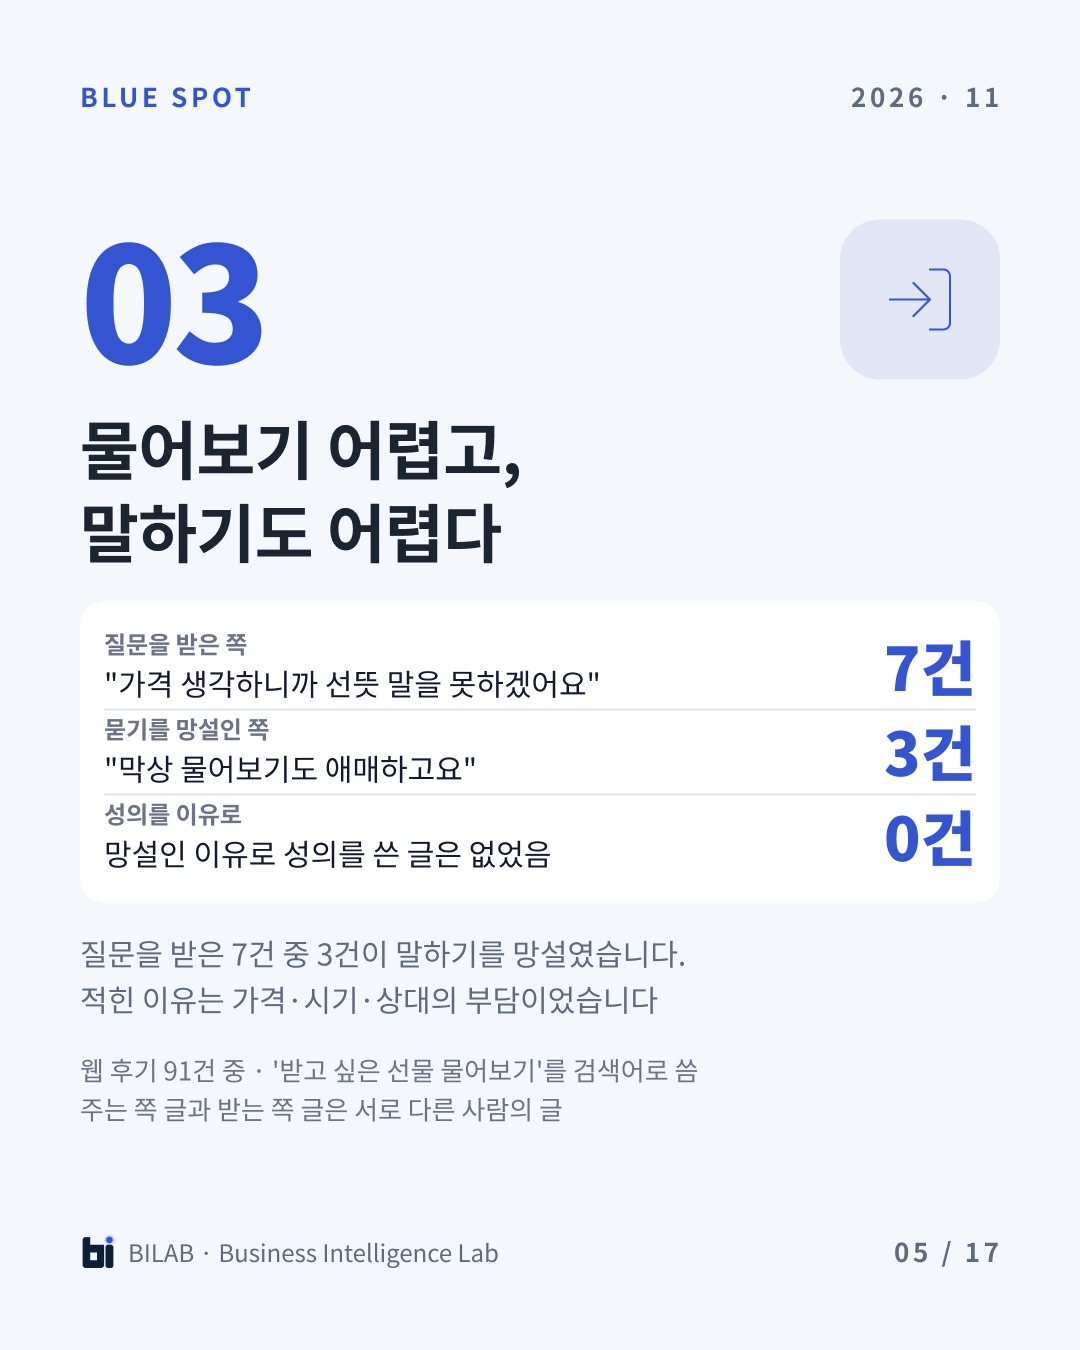 BLUE SPOT
2026 · 11
03
물어보기 어렵고,
말하기도 어렵다
질문을 받은 쪽
"가격 생각하니까 선뜻 말을 못하겠어요"
7건
묻기를 망설인 쪽
"막상 물어보기도 애매하고요"
3건
성의를 이유로
망설인 이유로 성의를 쓴 글은 없었음
0건
질문을 받은 7건 중 3건이 말하기를 망설였습니다.
적힌 이유는 가격·시기·상대의 부담이었습니다
웹 후기 91건 중 · '받고 싶은 선물 물어보기'를 검색어로 씀
주는 쪽 글과 받는 쪽 글은 서로 다른 사람의 글
bi BILAB · Business Intelligence Lab
05 / 17